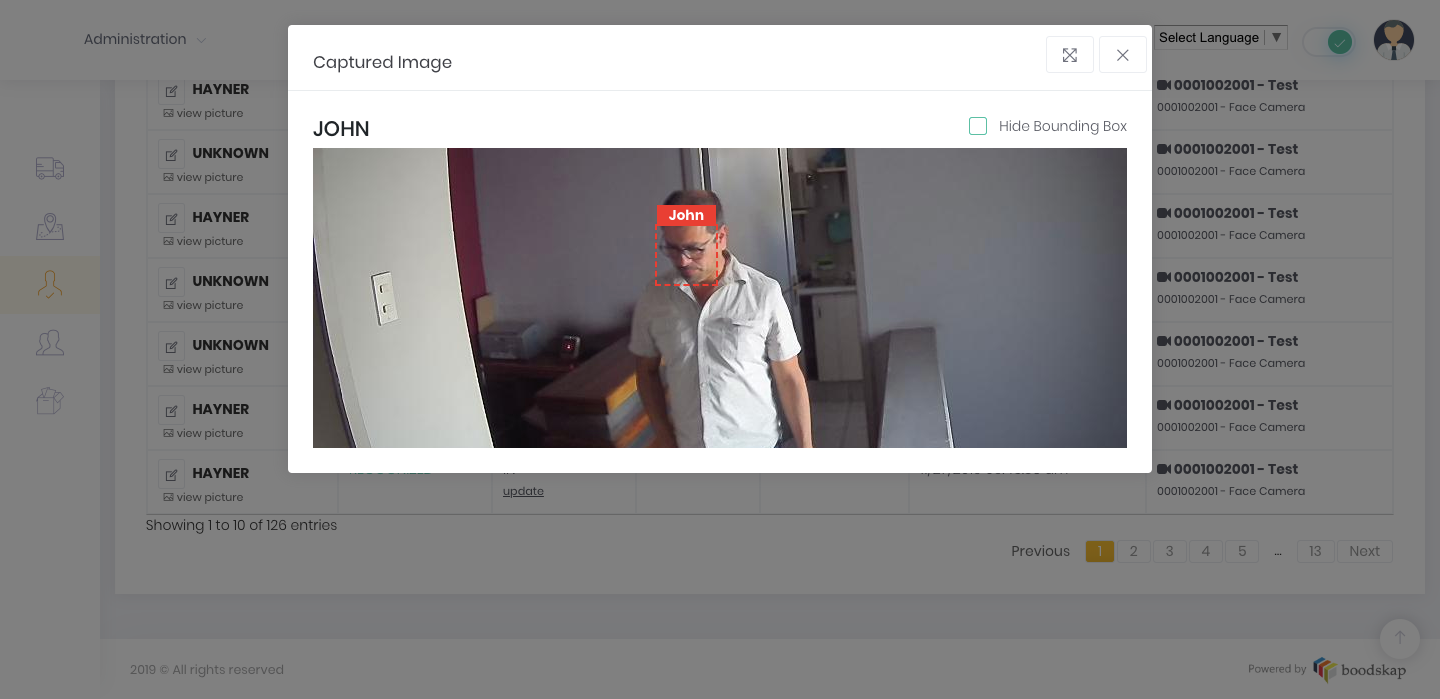 Administration
Select Language ▼
Captured Image
JOHN
Hide Bounding Box
John
HAYNER
view picture
0001002001 - Test
0001002001 - Face Camera
UNKNOWN
view picture
0001002001 - Test
0001002001 - Face Camera
HAYNER
view picture
0001002001 - Test
0001002001 - Face Camera
UNKNOWN
view picture
0001002001 - Test
0001002001 - Face Camera
UNKNOWN
view picture
0001002001 - Test
0001002001 - Face Camera
HAYNER
view picture
0001002001 - Test
0001002001 - Face Camera
HAYNER
view picture
update
0001002001 - Test
0001002001 - Face Camera
Showing 1 to 10 of 126 entries
Previous 1 2 3 4 5 … 13 Next
2019 © All rights reserved
Powered by boodskap